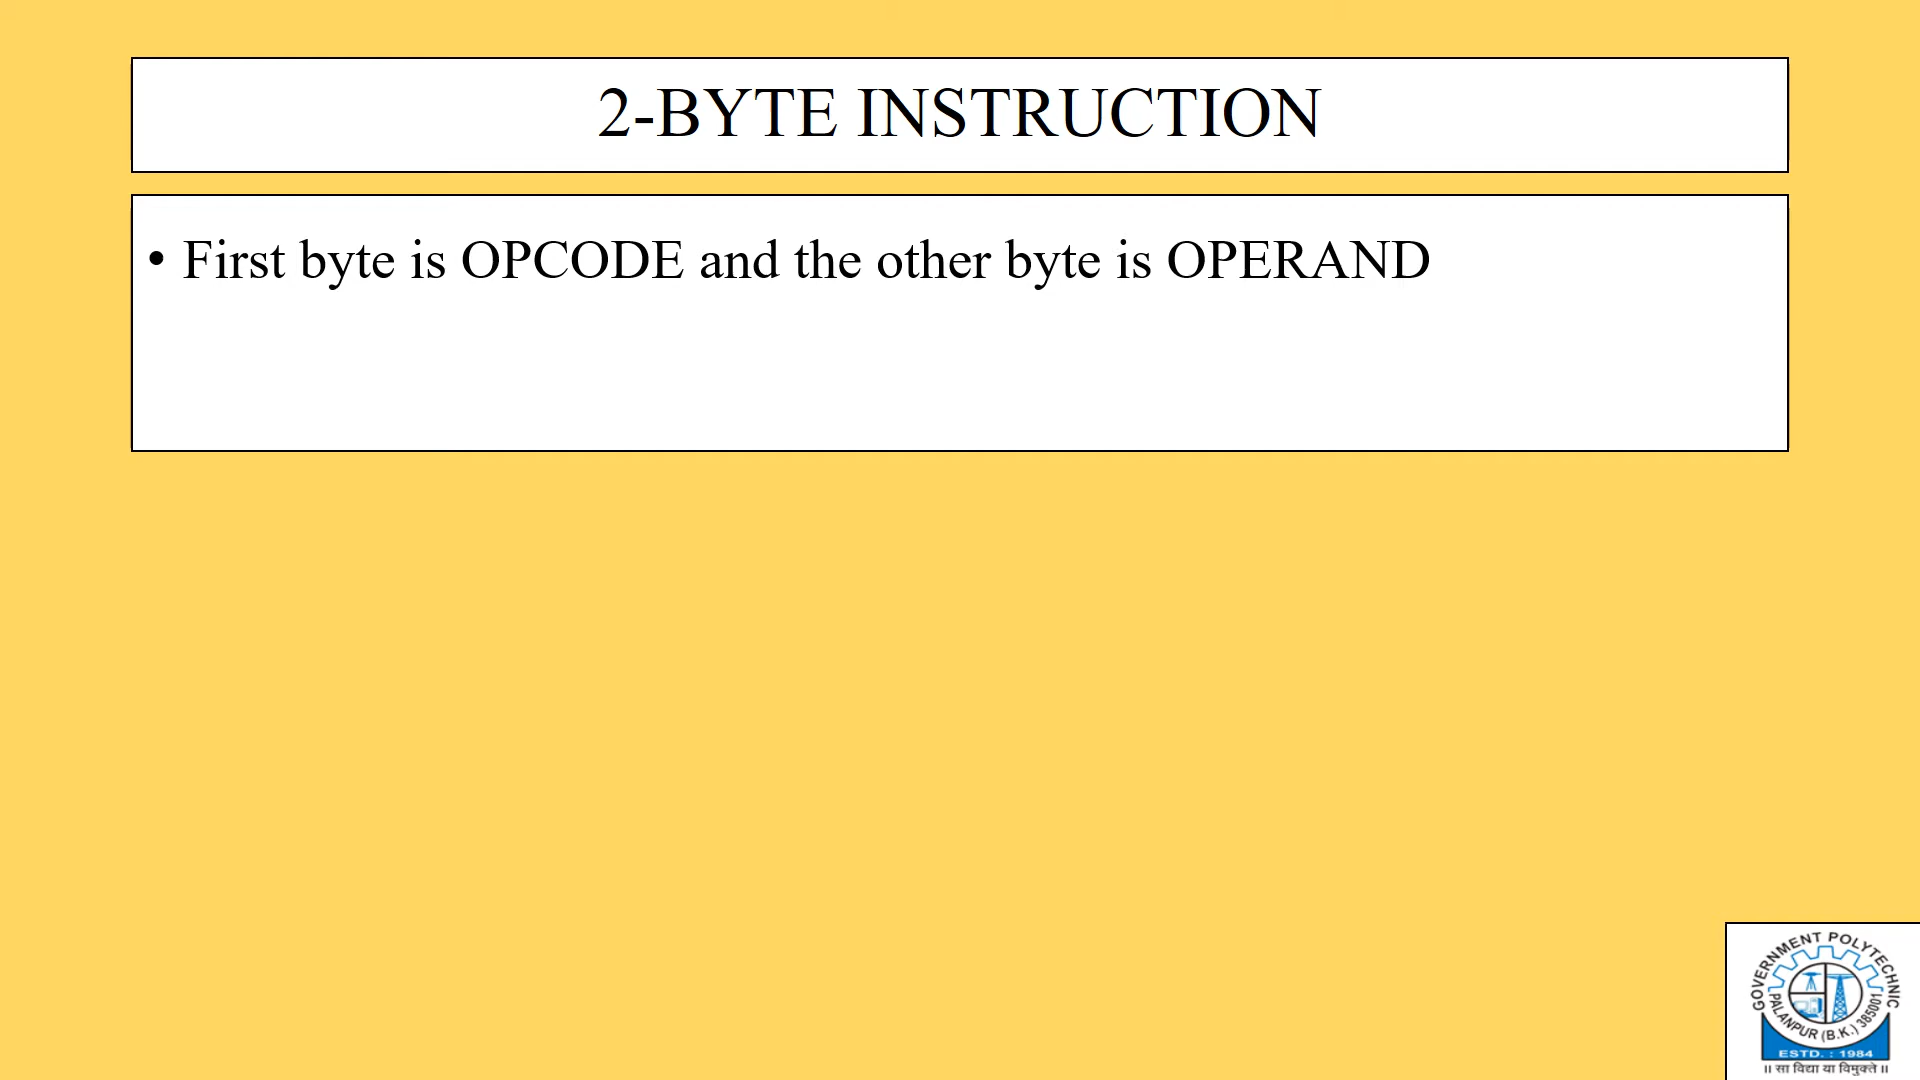 2-BYTE INSTRUCTION
• First byte is OPCODE and the other byte is OPERAND
GOVERNMENT POLYTECHNIC
PALANPUR (B.K.) 385001
ESTD. : 1984
॥ सा विद्या या विमुक्ते ॥